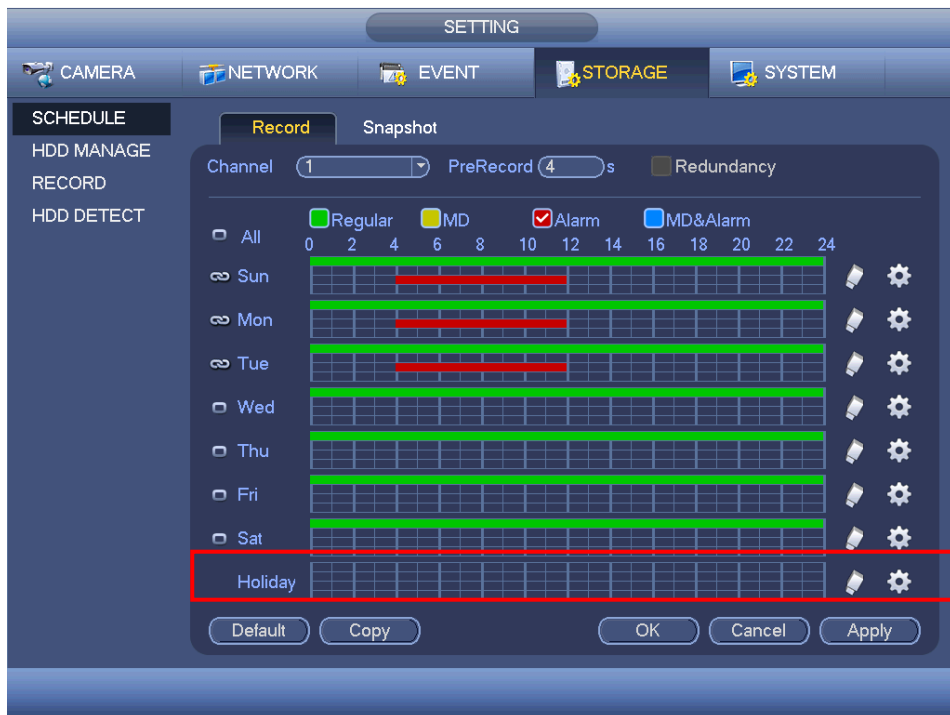 SETTING
CAMERA NETWORK EVENT STORAGE SYSTEM
SCHEDULE
HDD MANAGE
RECORD
HDD DETECT
Record Snapshot
Channel 1 PreRecord 4 s Redundancy
All Regular MD Alarm MD&Alarm
0 2 4 6 8 10 12 14 16 18 20 22 24
Sun
Mon
Tue
Wed
Thu
Fri
Sat
Holiday
Default Copy OK Cancel Apply